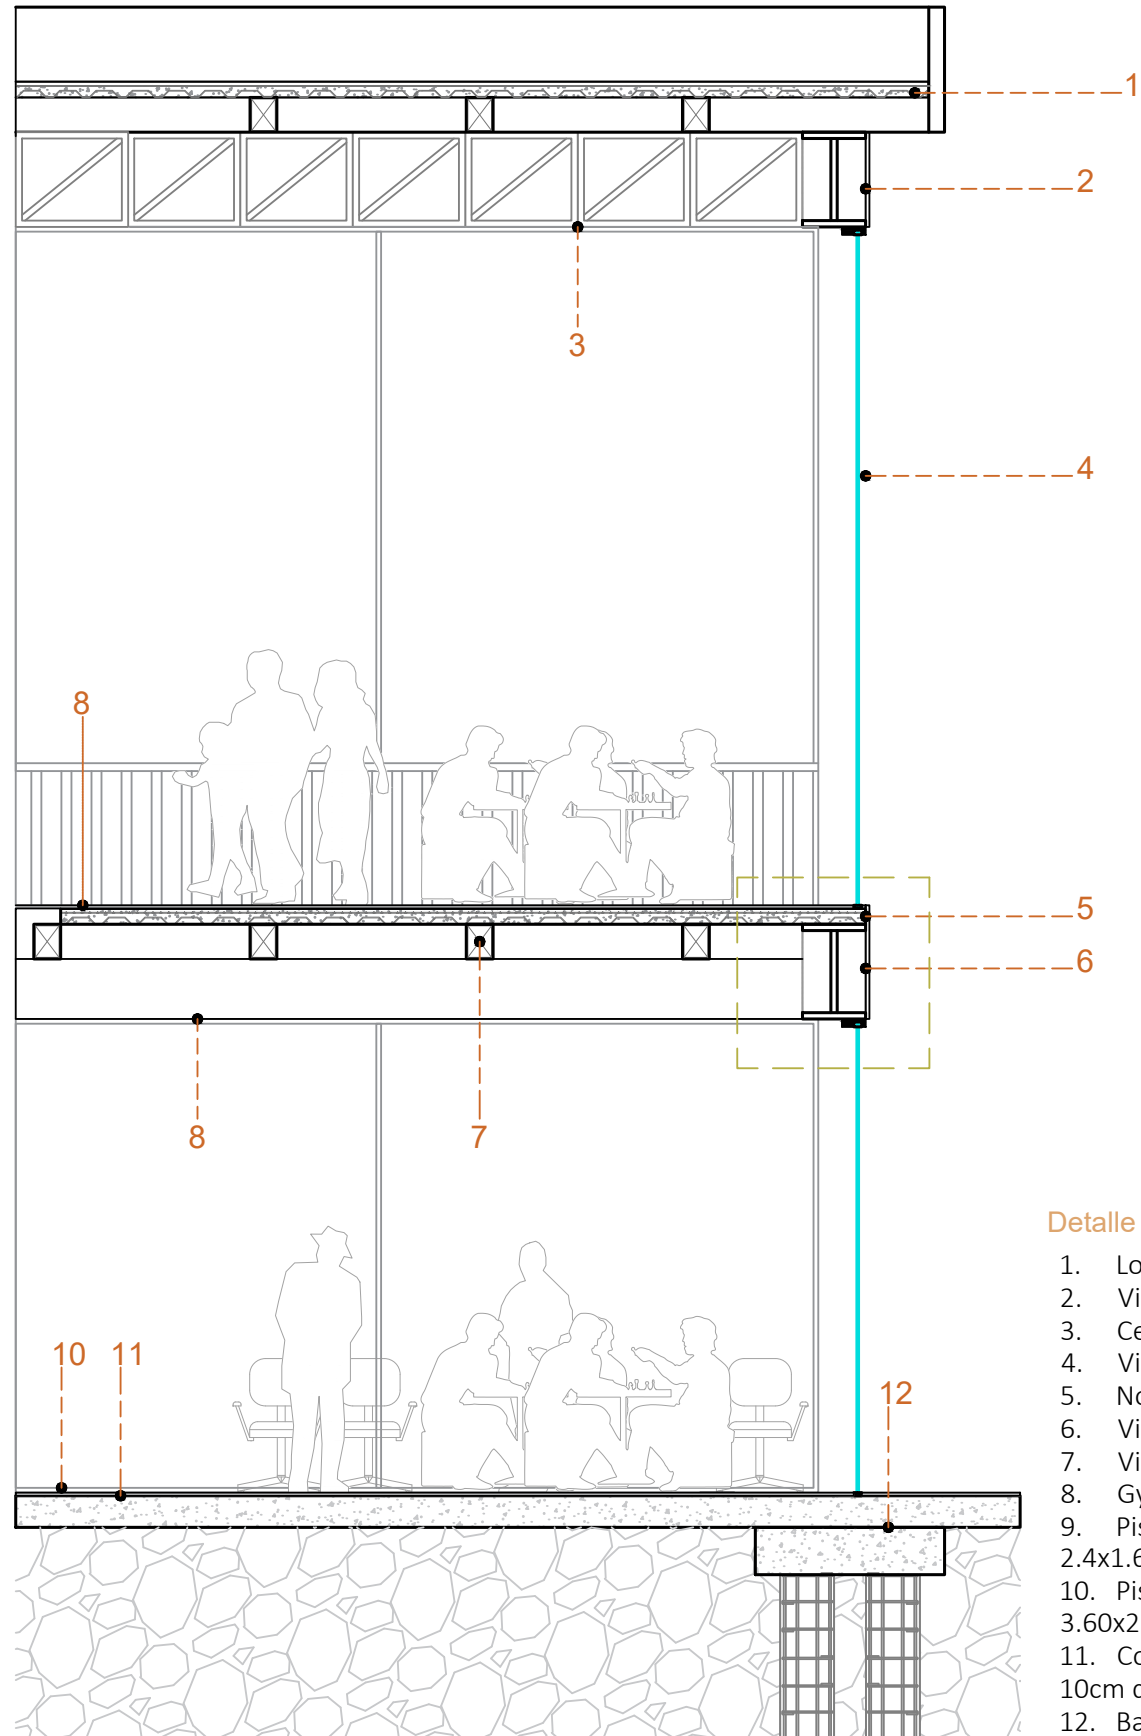 1
2
3
4
8
5
6
8
7
10
11
12
Detalle
1. Lo
2. Vi
3. Ce
4. Vi
5. No
6. Vi
7. Vi
8. Gy
9. Pis
2.4x1.6
10. Pis
3.60x2
11. Co
10cm d
12. Ba